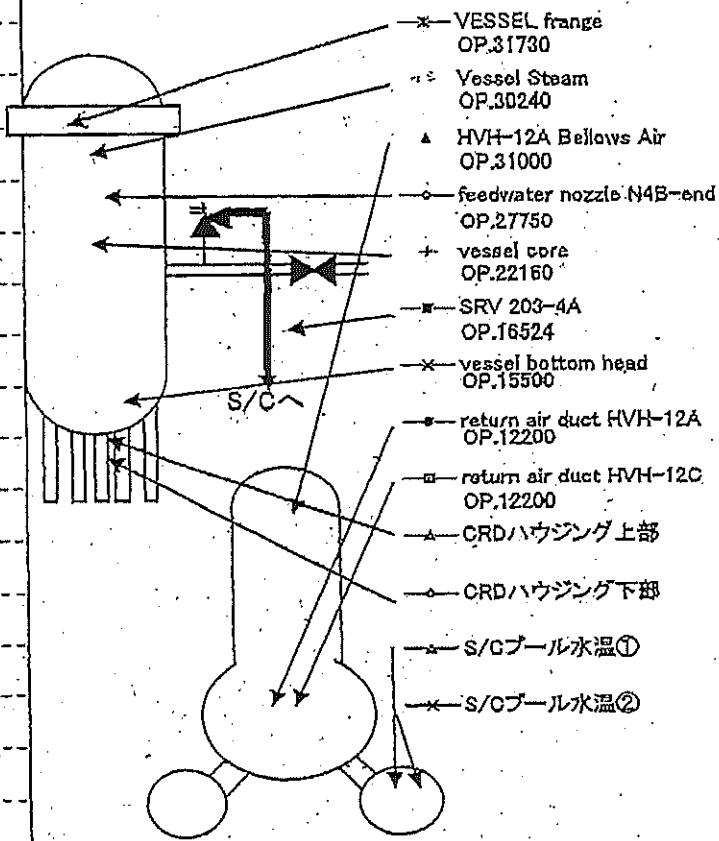 VESSEL frange
OP.31730
Vessel Steam
OP.30240
HVH-12A Bellows Air
OP.31000
feedwater nozzle N4B-end
OP.27750
vessel core
OP.22160
SRV 203-4A
OP.16524
vessel bottom head
OP.15500
S/Cへ
return air duct HVH-12A
OP.12200
return air duct HVH-12C
OP.12200
CRDハウジング上部
CRDハウジング下部
S/Cプール水温①
S/Cプール水温②